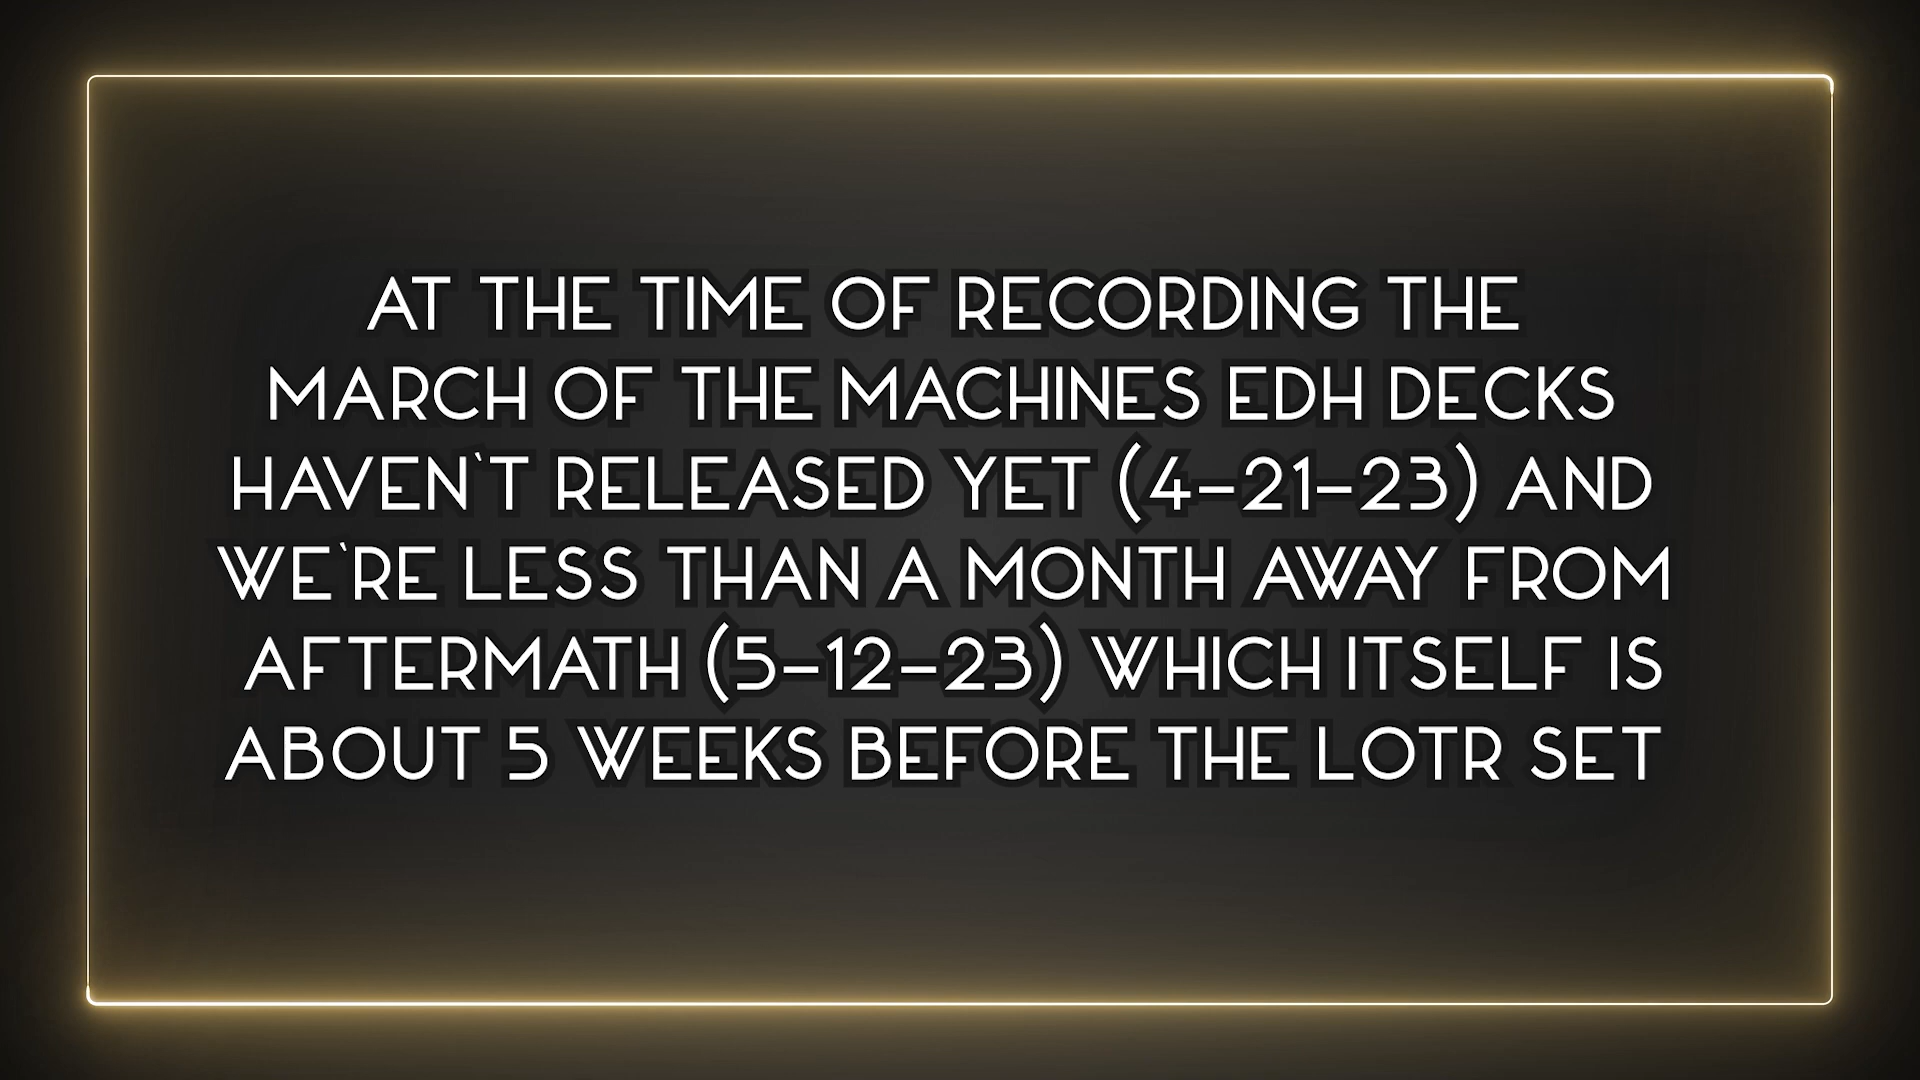 AT THE TIME OF RECORDING THE
MARCH OF THE MACHINES EDH DECKS
HAVEN`T RELEASED YET (4-21-23) AND
WE`RE LESS THAN A MONTH AWAY FROM
AFTERMATH (5-12-23) WHICH ITSELF IS
ABOUT 5 WEEKS BEFORE THE LOTR SET